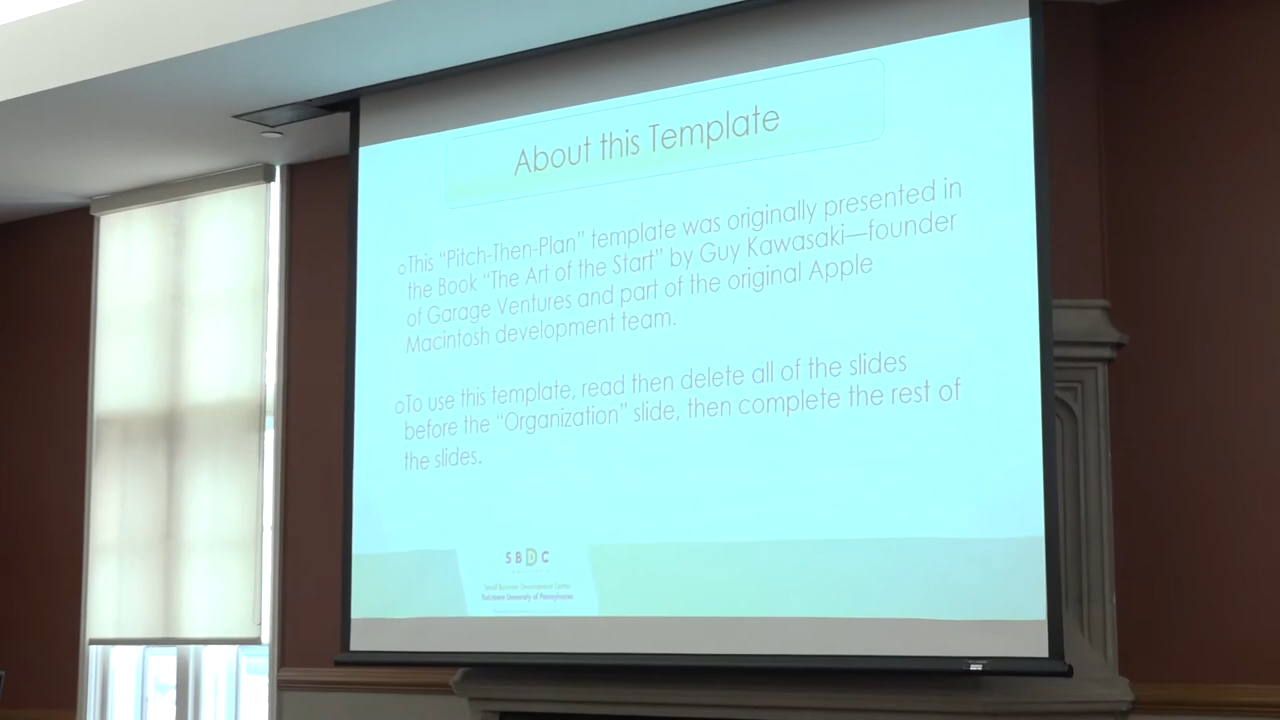 About this Template
This “Pitch-Then-Plan” template was originally presented in
the Book “The Art of the Start” by Guy Kawasaki—founder
of Garage Ventures and part of the original Apple
Macintosh development team.
To use this template, read then delete all of the slides
before the “Organization” slide, then complete the rest of
the slides.
SBDC
Small Business Development Center
Kutztown University of Pennsylvania